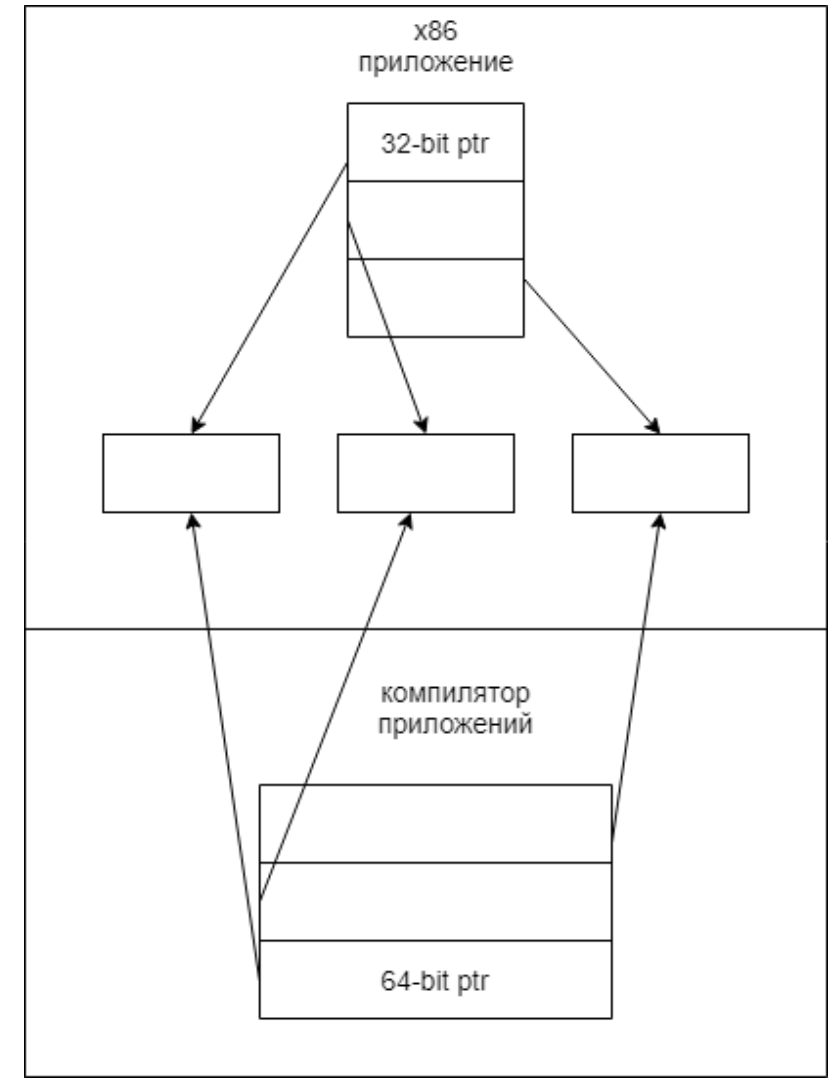 x86
приложение
32-bit ptr
компилятор
приложений
64-bit ptr